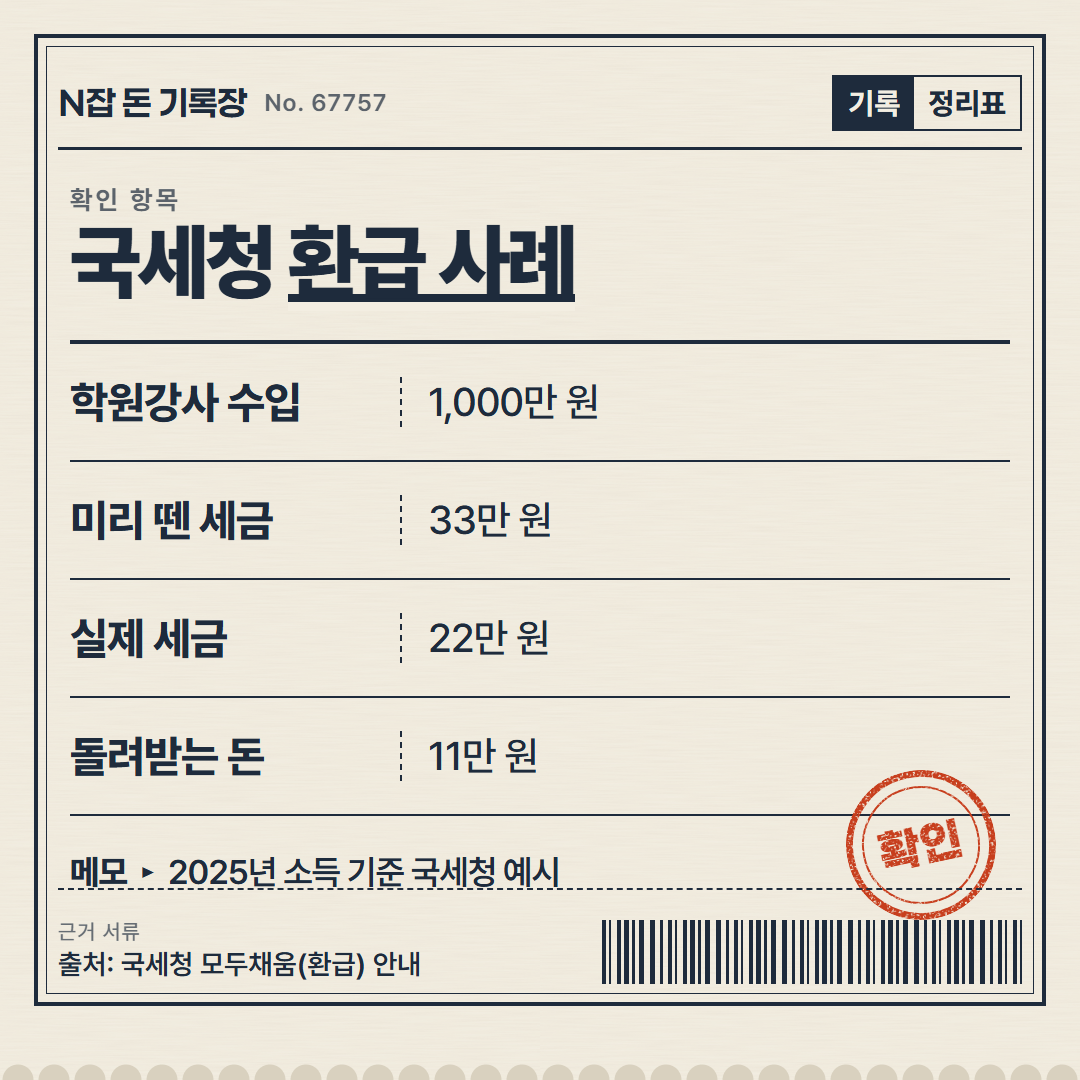 N잡 돈 기록장 No. 67757
기록 정리표
확인 항목
국세청 환급 사례
학원강사 수입 1,000만 원
미리 뗀 세금 33만 원
실제 세금 22만 원
돌려받는 돈 11만 원
확인
메모 ▸ 2025년 소득 기준 국세청 예시
근거 서류
출처: 국세청 모두채움(환급) 안내